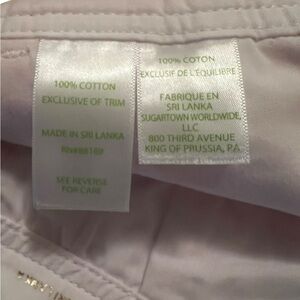 100% COTTON
EXCLUSIVE OF TRIM
MADE IN SRI LANKA
SEE REVERSE
FOR CARE
100% COTTON
EXCLUSIF DE L'ÉQUILIBRE
FABRIQUE EN
SRI LANKA
SUGARTOWN WORLDWIDE,
LLC
800 THIRD AVENUE
KING OF PRUSSIA, PA